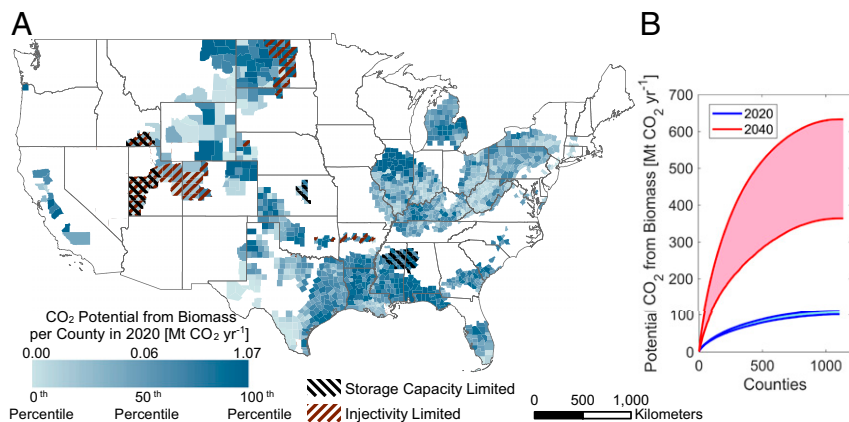 A
CO₂ Potential from Biomass
per County in 2020 [Mt CO₂ yr⁻¹]
0.00 0.06 1.07
0ᵗʰ 50ᵗʰ 100ᵗʰ
Percentile Percentile Percentile
Storage Capacity Limited
Injectivity Limited
0 500 1,000
Kilometers
B
Potential CO₂ from Biomass [Mt CO₂ yr⁻¹]
700
600
500
400
300
200
100
0
2020
2040
0 500 1000
Counties